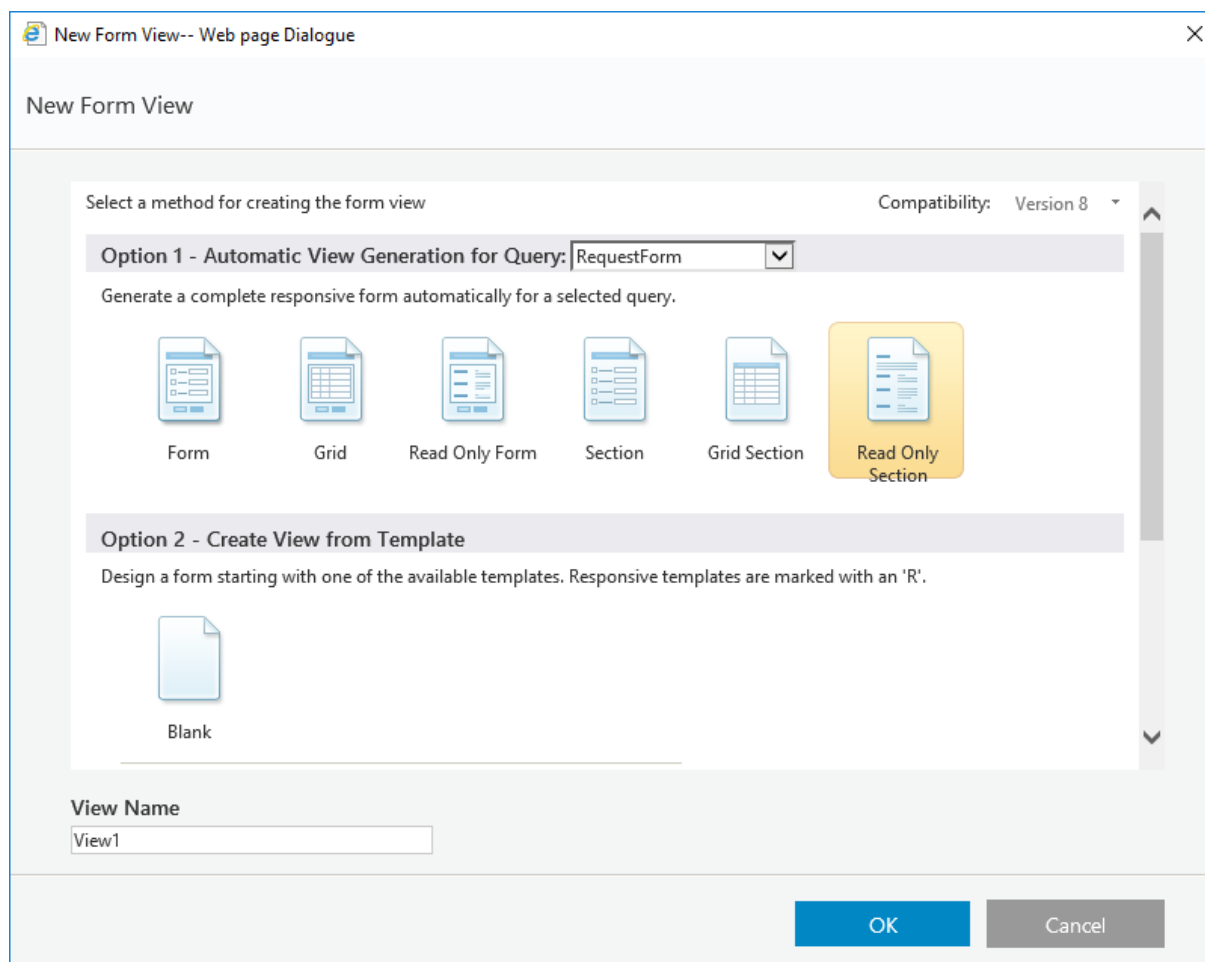 New Form View-- Web page Dialogue
New Form View
Select a method for creating the form view
Compatibility: Version 8
Option 1 - Automatic View Generation for Query: RequestForm
Generate a complete responsive form automatically for a selected query.
Form
Grid
Read Only Form
Section
Grid Section
Read Only
Section
Option 2 - Create View from Template
Design a form starting with one of the available templates. Responsive templates are marked with an 'R'.
Blank
View Name
View1
OK
Cancel